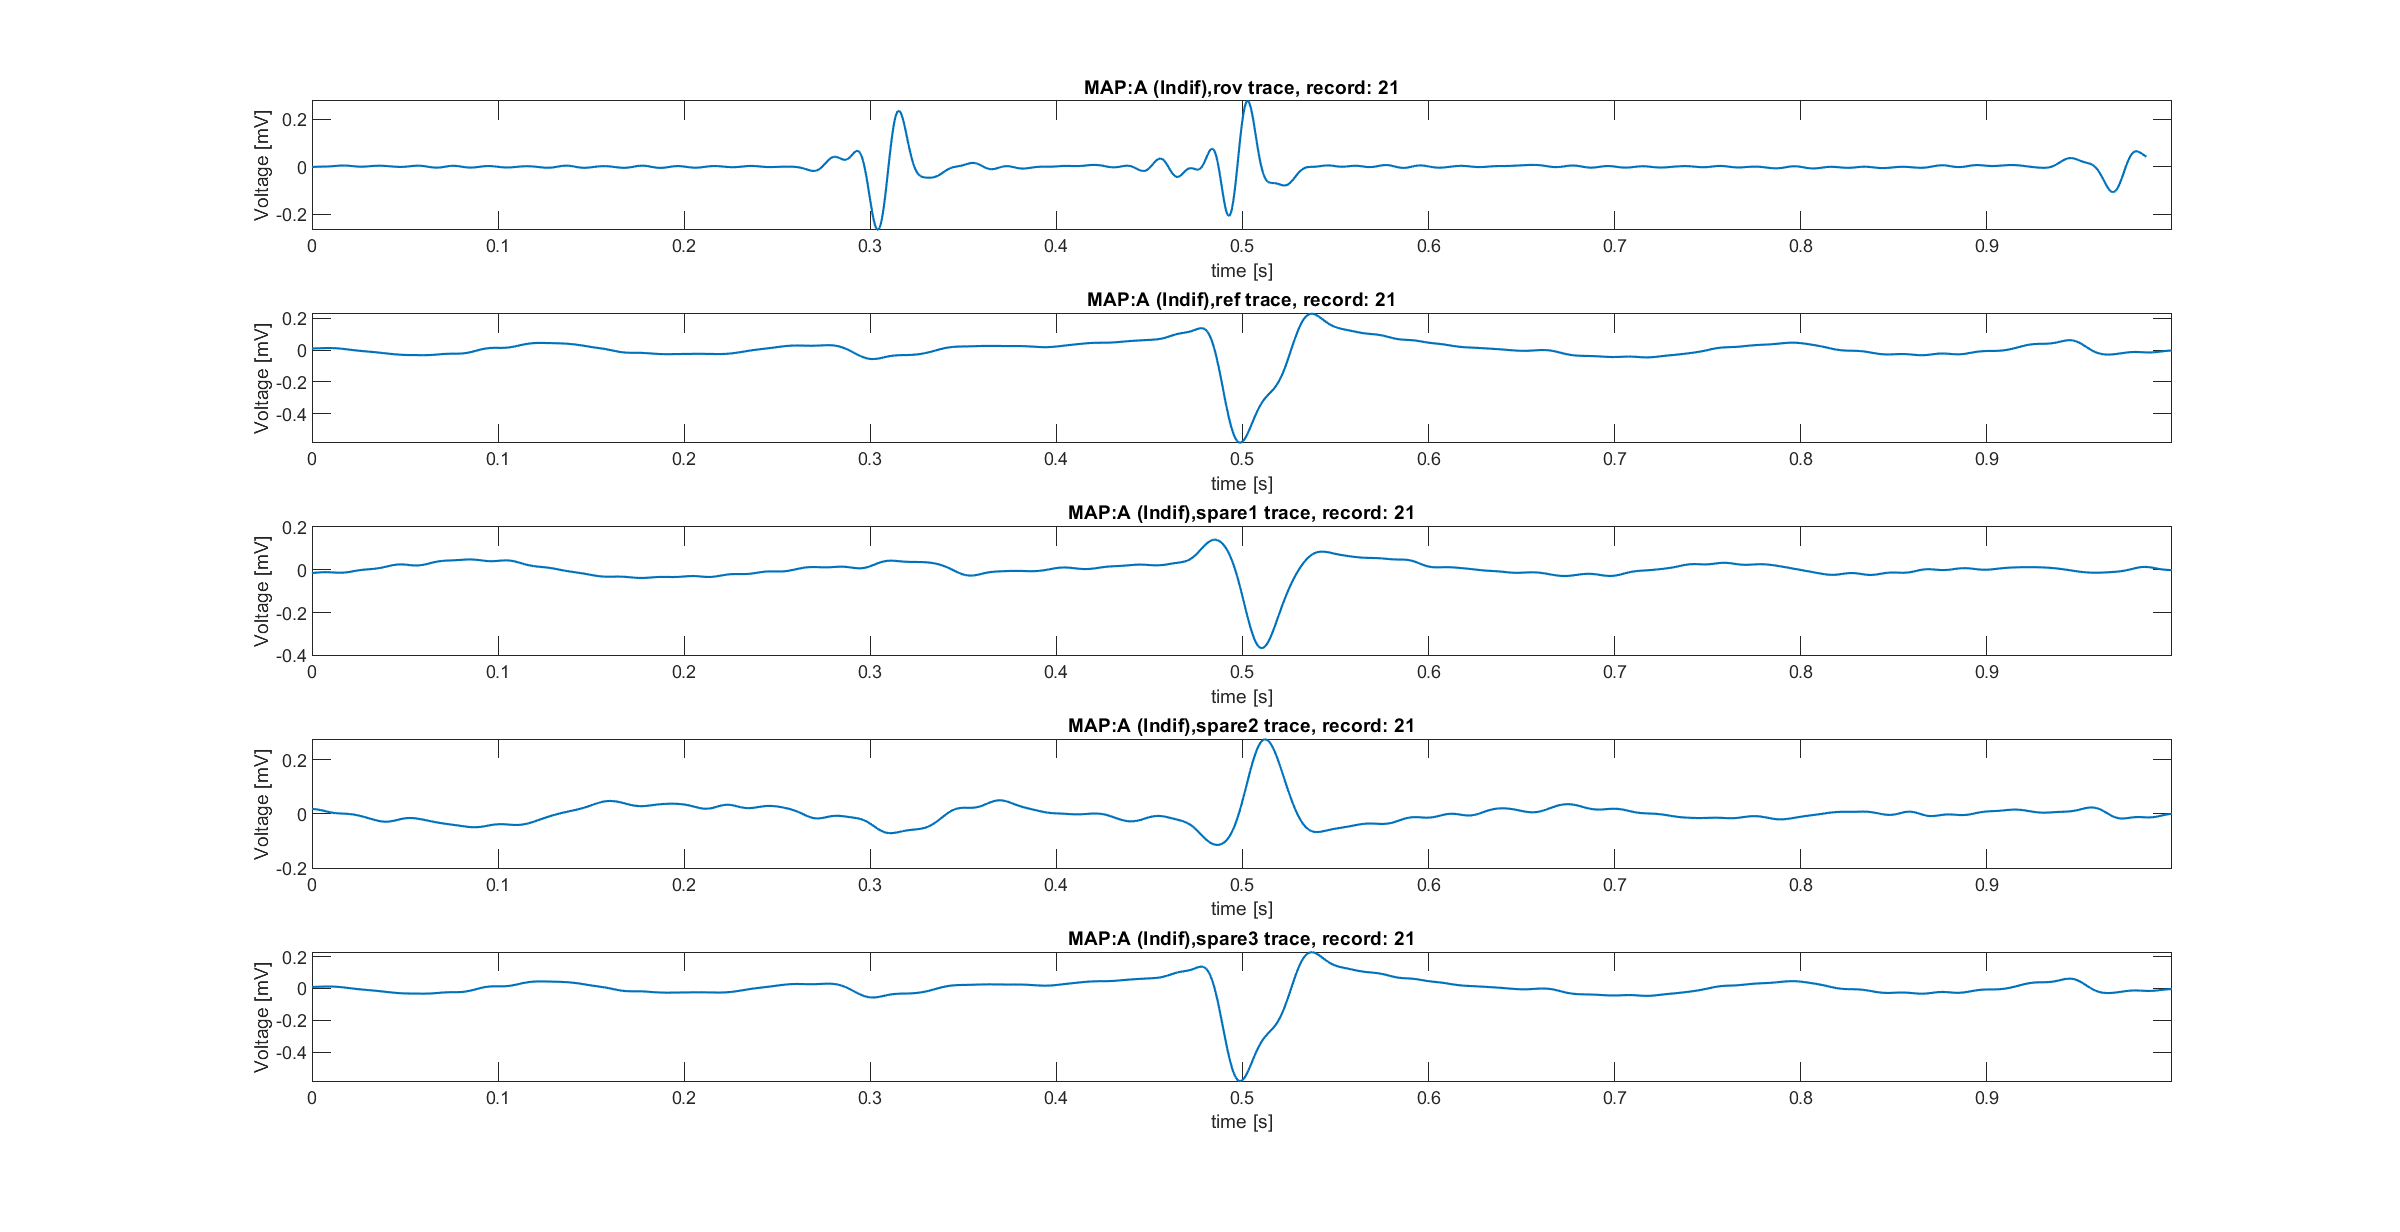 MAP:A (Indif),rov trace, record: 21
Voltage [mV]
0.2
0
-0.2
0 0.1 0.2 0.3 0.4 0.5 0.6 0.7 0.8 0.9
time [s]
MAP:A (Indif),ref trace, record: 21
Voltage [mV]
0.2
0
-0.2
-0.4
0 0.1 0.2 0.3 0.4 0.5 0.6 0.7 0.8 0.9
time [s]
MAP:A (Indif),spare1 trace, record: 21
Voltage [mV]
0.2
0
-0.2
-0.4
0 0.1 0.2 0.3 0.4 0.5 0.6 0.7 0.8 0.9
time [s]
MAP:A (Indif),spare2 trace, record: 21
Voltage [mV]
0.2
0
-0.2
0 0.1 0.2 0.3 0.4 0.5 0.6 0.7 0.8 0.9
time [s]
MAP:A (Indif),spare3 trace, record: 21
Voltage [mV]
0.2
0
-0.2
-0.4
0 0.1 0.2 0.3 0.4 0.5 0.6 0.7 0.8 0.9
time [s]